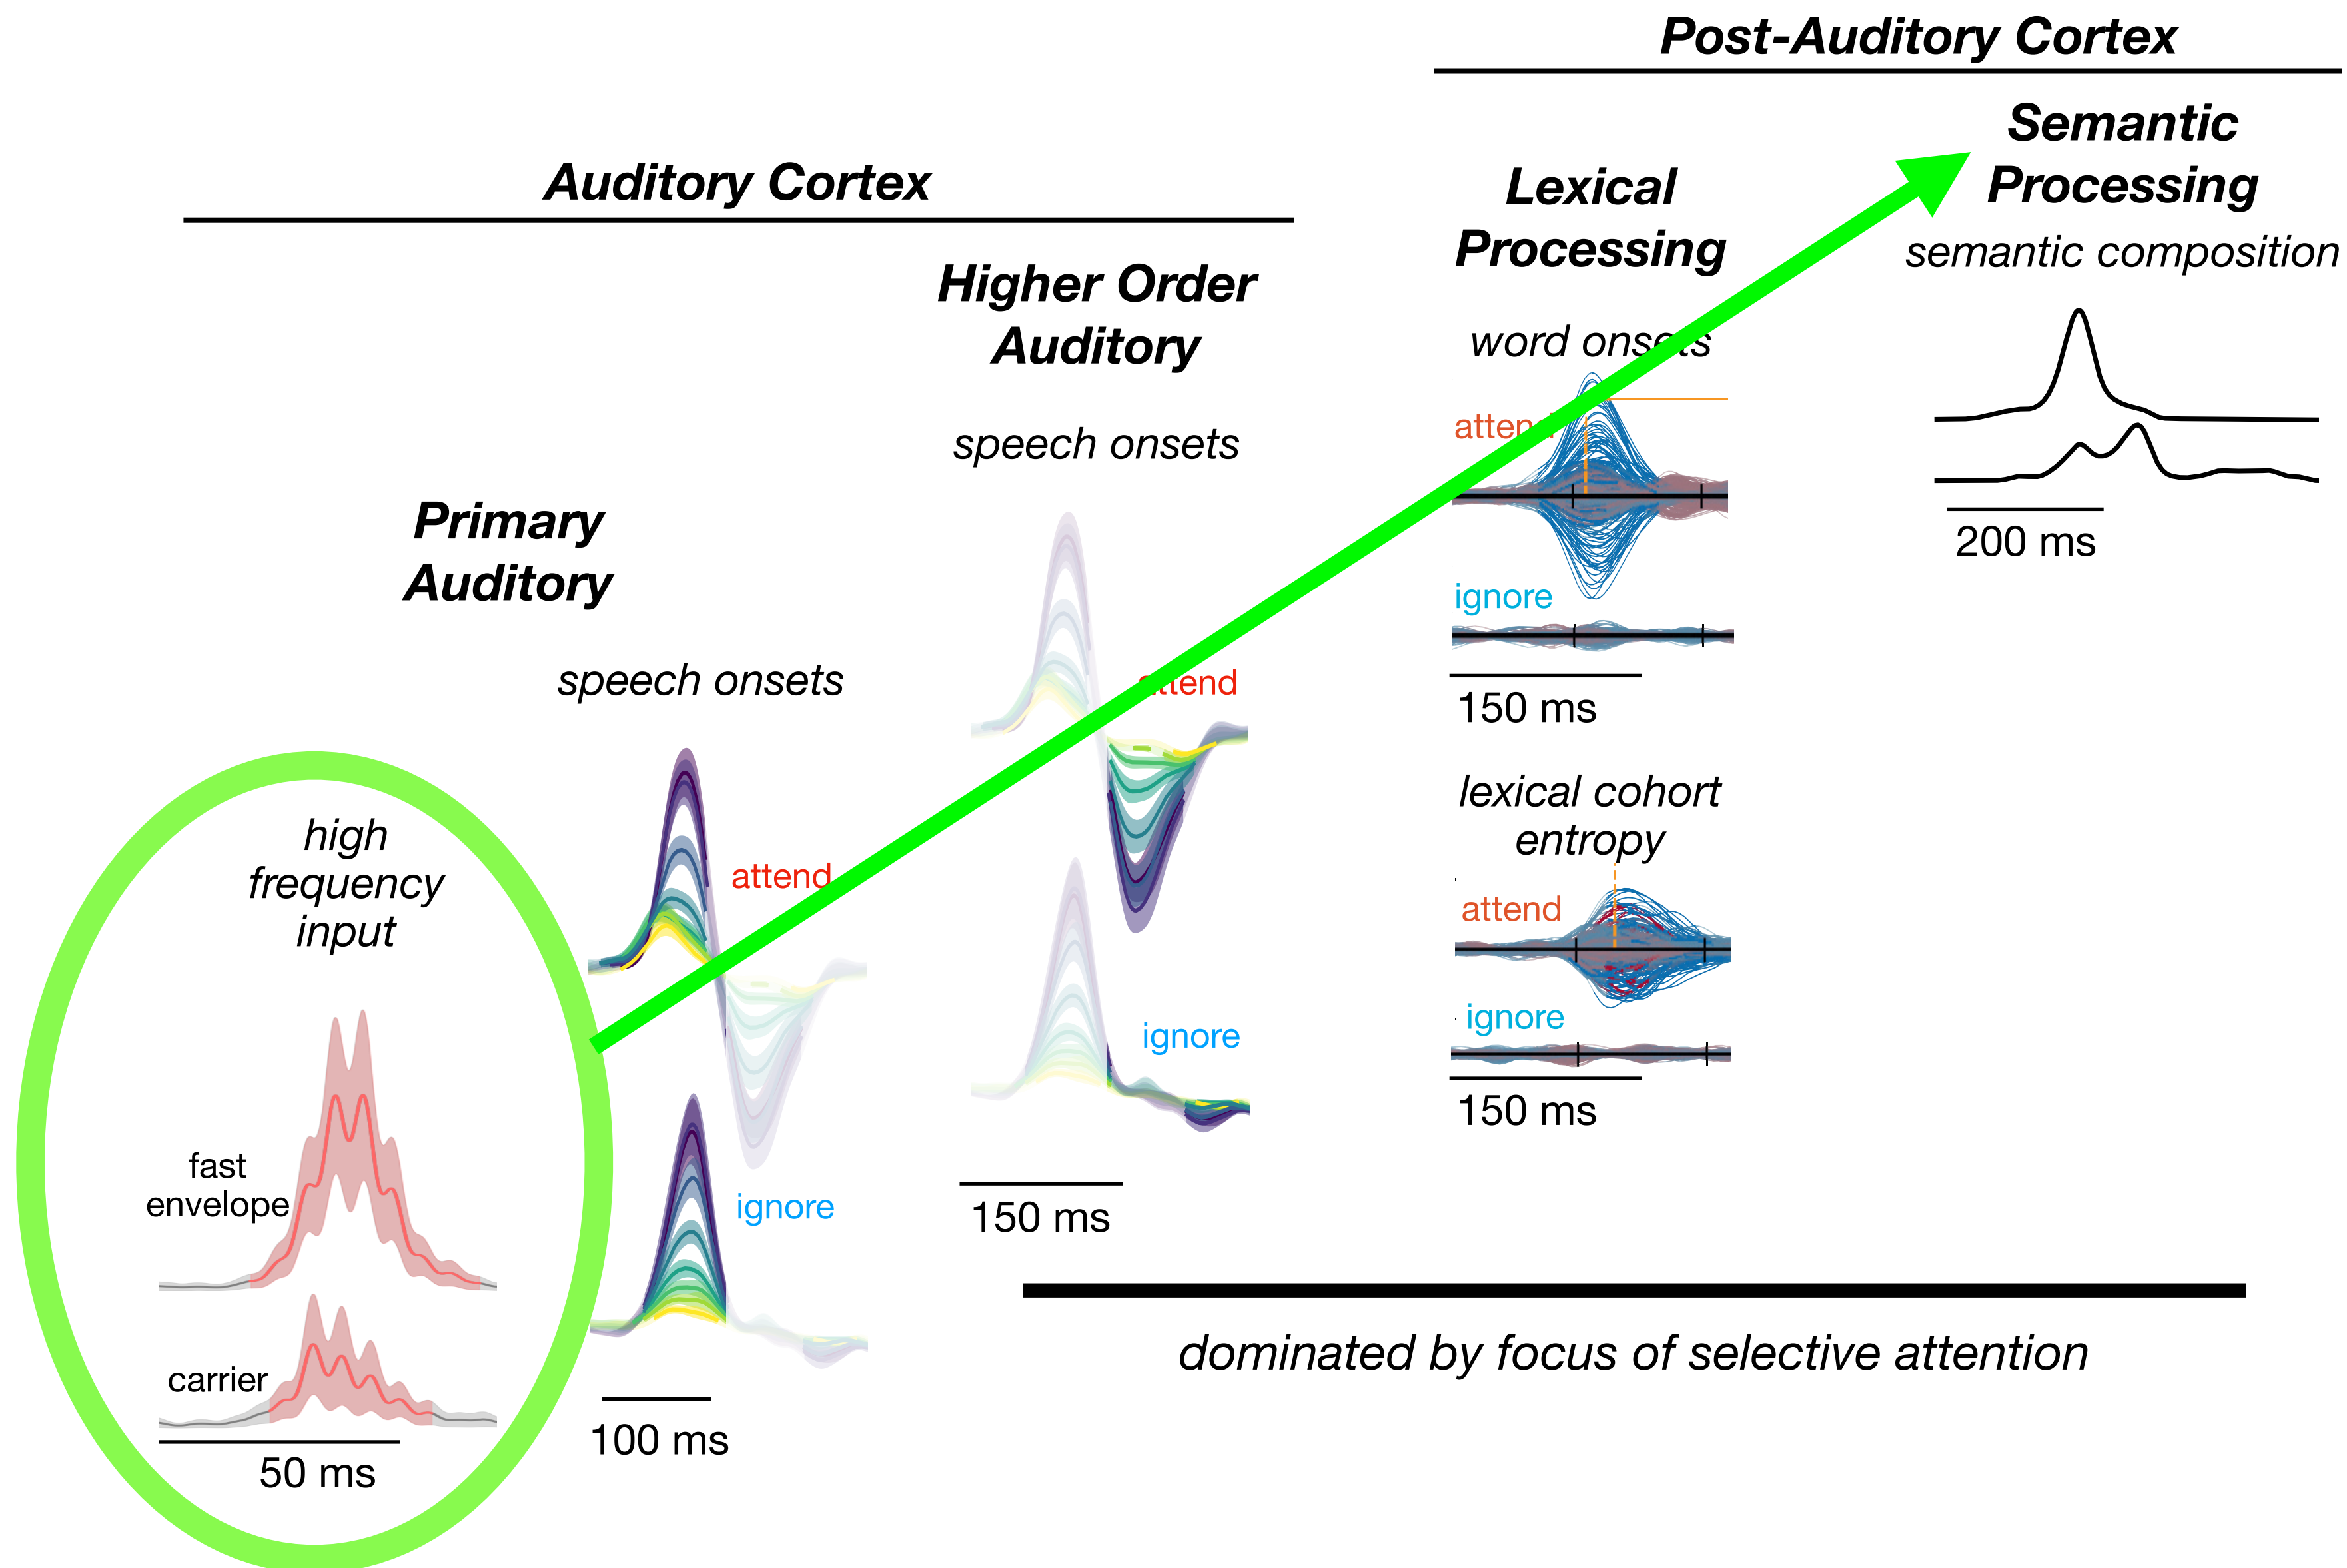 Post-Auditory Cortex
Auditory Cortex
Primary
Auditory
high
frequency
input
fast
envelope
carrier
50 ms
speech onsets
attend
ignore
100 ms
Higher Order
Auditory
speech onsets
attend
ignore
150 ms
Lexical
Processing
word onsets
attend
ignore
150 ms
lexical cohort
entropy
attend
ignore
150 ms
Semantic
Processing
semantic composition
200 ms
dominated by focus of selective attention